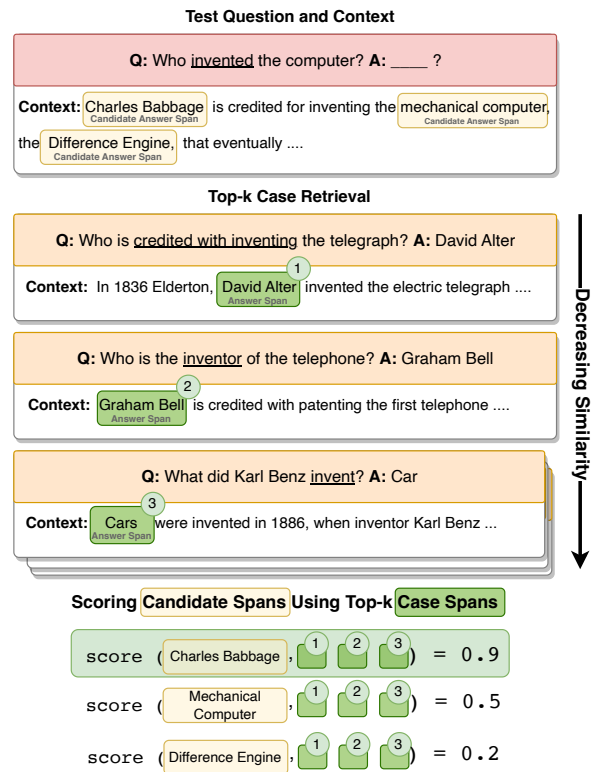 Test Question and Context
Q: Who invented the computer? A: ____ ?
Context: Charles Babbage is credited for inventing the mechanical computer,
Candidate Answer Span Candidate Answer Span
the Difference Engine, that eventually ....
Candidate Answer Span
Top-k Case Retrieval
Q: Who is credited with inventing the telegraph? A: David Alter
1
Context: In 1836 Elderton, David Alter invented the electric telegraph ....
Answer Span
Q: Who is the inventor of the telephone? A: Graham Bell
2
Context: Graham Bell is credited with patenting the first telephone ....
Answer Span
Q: What did Karl Benz invent? A: Car
3
Context: Cars were invented in 1886, when inventor Karl Benz ...
Answer Span
Decreasing Similarity
Scoring Candidate Spans Using Top-k Case Spans
score ( Charles Babbage , 1 2 3 ) = 0.9
score ( Mechanical Computer , 1 2 3 ) = 0.5
score ( Difference Engine , 1 2 3 ) = 0.2